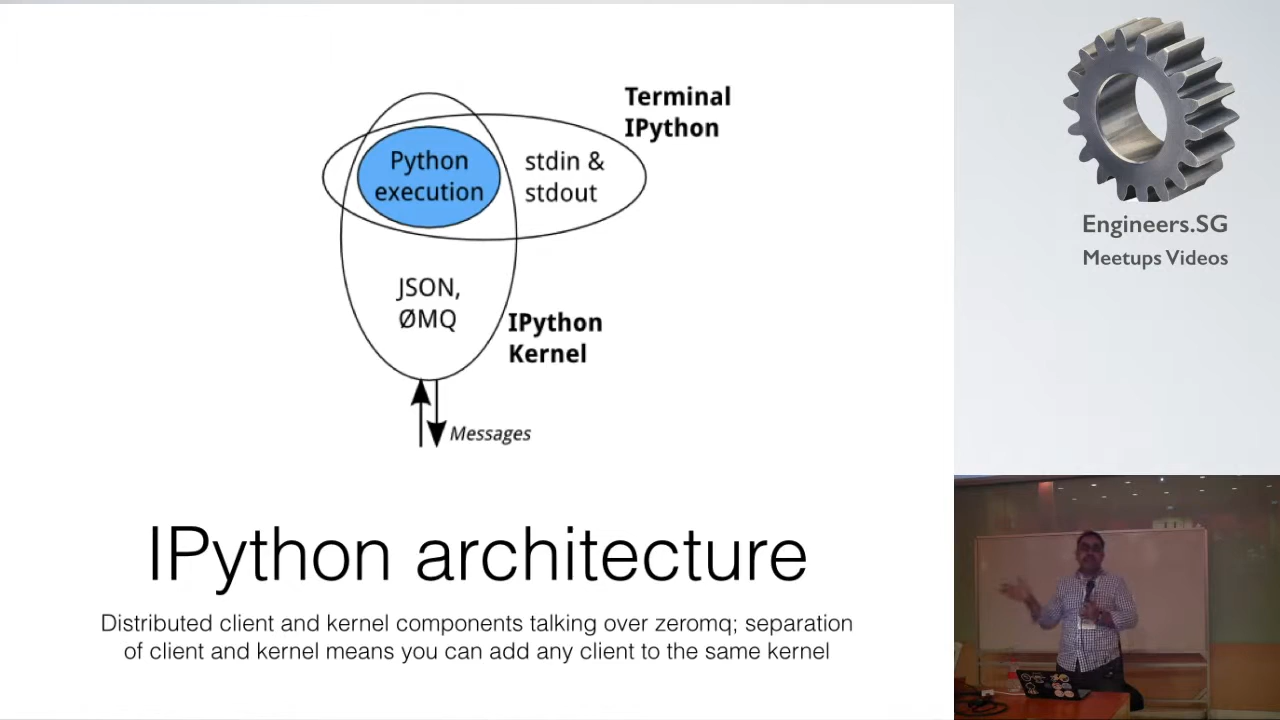 Terminal
IPython
Python
execution
stdin &
stdout
JSON,
ØMQ
IPython
Kernel
Messages
IPython architecture
Distributed client and kernel components talking over zeromq; separation
of client and kernel means you can add any client to the same kernel
Engineers.SG
Meetups Videos